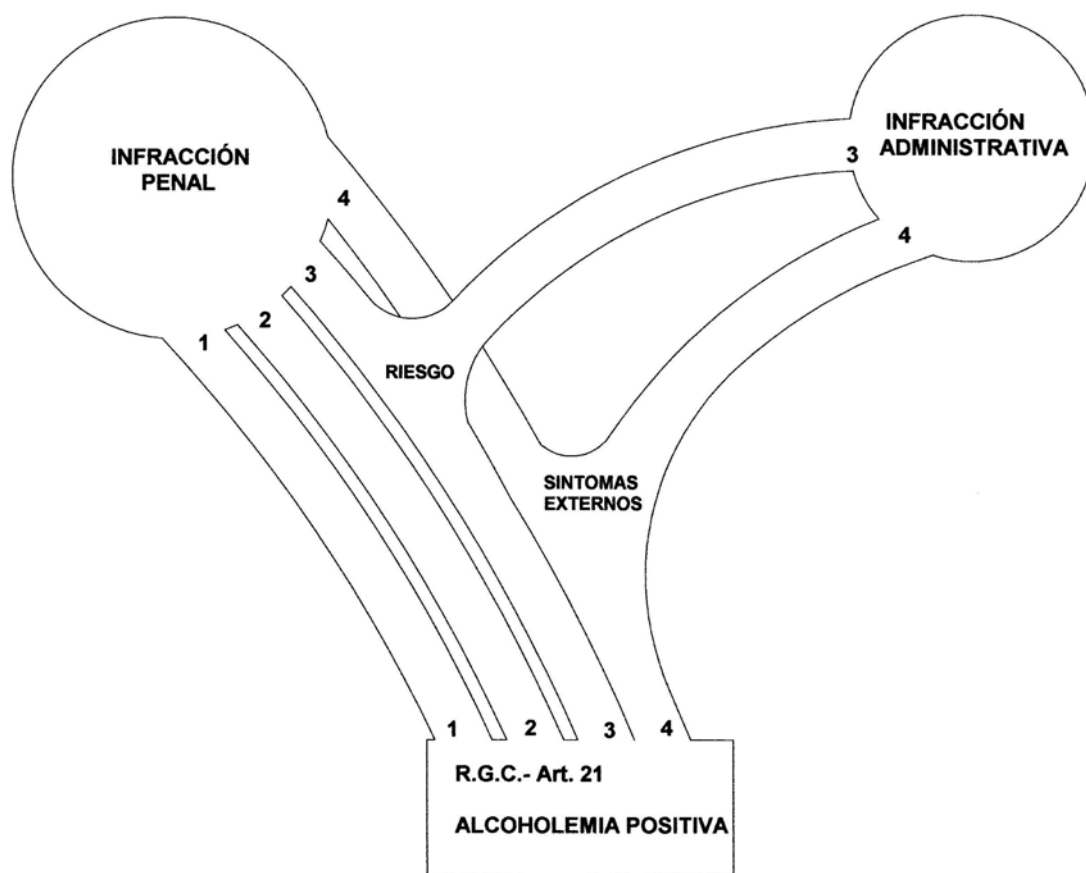 INFRACCIÓN
PENAL
INFRACCIÓN
ADMINISTRATIVA
3
4
4
3
2
1
RIESGO
SINTOMAS
EXTERNOS
1
2
3
4
R.G.C.- Art. 21
ALCOHOLEMIA POSITIVA